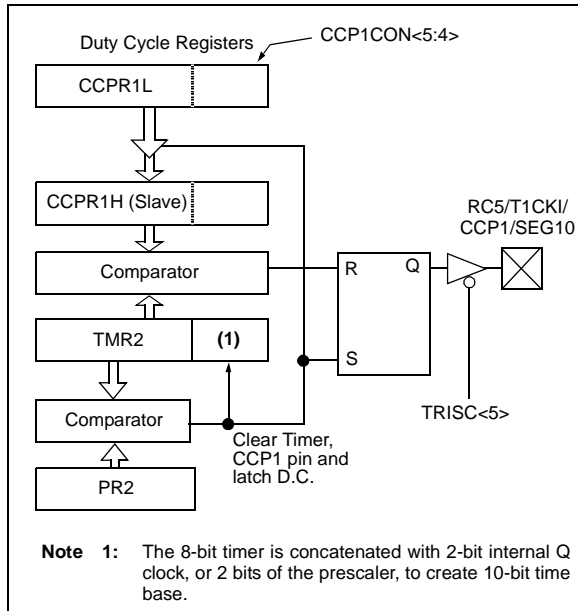 Duty Cycle Registers
CCP1CON<5:4>
CCPR1L
CCPR1H (Slave)
RC5/T1CKI/
CCP1/SEG10
Comparator
R
Q
TMR2
(1)
S
Comparator
TRISC<5>
Clear Timer,
CCP1 pin and
latch D.C.
PR2
Note 1: The 8-bit timer is concatenated with 2-bit internal Q
clock, or 2 bits of the prescaler, to create 10-bit time
base.